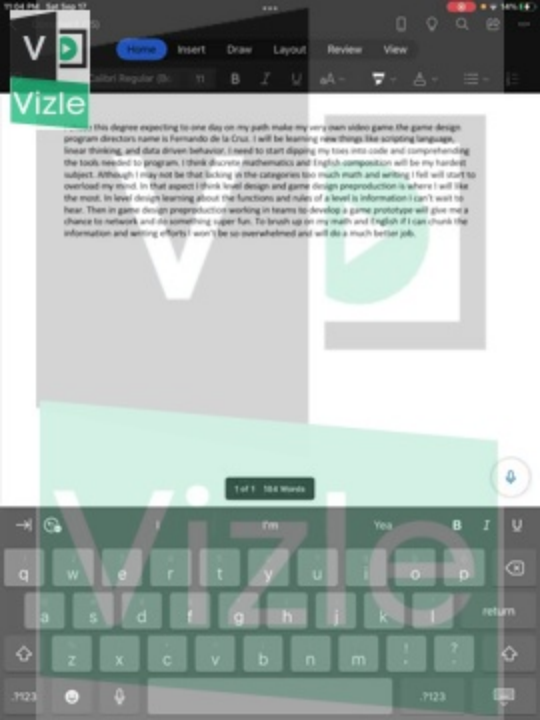 11:04 PM Sat Sep 17
14%
Vizle
Home Insert Draw Layout Review View
Calibri Regular (Bo 11 B I U aA A
this degree expecting to one day on my path make my very own video game.the game design
program directors name is Fernando de la Cruz. I will be learning new things like scripting language,
linear thinking, and data driven behavior. I need to start dipping my toes into code and comprehending
the tools needed to program. I think discrete mathematics and English composition will be my hardest
subject. Although I may not be that lacking in the categories too much math and writing I fell will start to
overload my mind. In that aspect I think level design and game design preproduction is where I will like
the most. In level design learning about the functions and rules of a level is information I can't wait to
hear. Then in game design preproduction working in teams to develop a game prototype will give me a
chance to network and do something super fun. To brush up on my math and English if I can chunk the
information and writing efforts I won't be so overwhelmed and will do a much better job.
V
Vizle
1 of 1 184 Words
I I'm Yea B I U
q w e r t y u i o p
a s d f g h j k l return
z x c v b n m ! , ? .
.?123 .?123